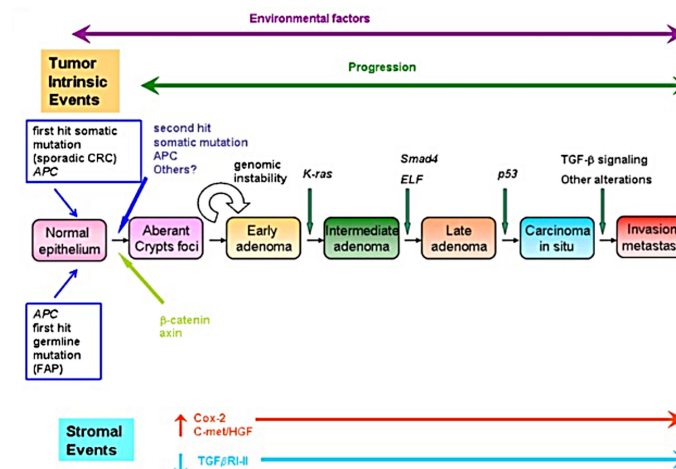 Environmental factors
Tumor
Intrinsic
Events
Progression
first hit somatic
mutation
(sporadic CRC)
APC
second hit
somatic mutation
APC
Others?
genomic
instability
K-ras
Smad4
ELF
p53
TGF-β signaling
Other alterations
Normal
epithelium
Aberant
Crypts foci
Early
adenoma
Intermediate
adenoma
Late
adenoma
Carcinoma
in situ
Invasion
metastas
APC
first hit
germline
mutation
(FAP)
β-catenin
axin
Stromal
Events
Cox-2
C-met/HGF
TGFβRI-II